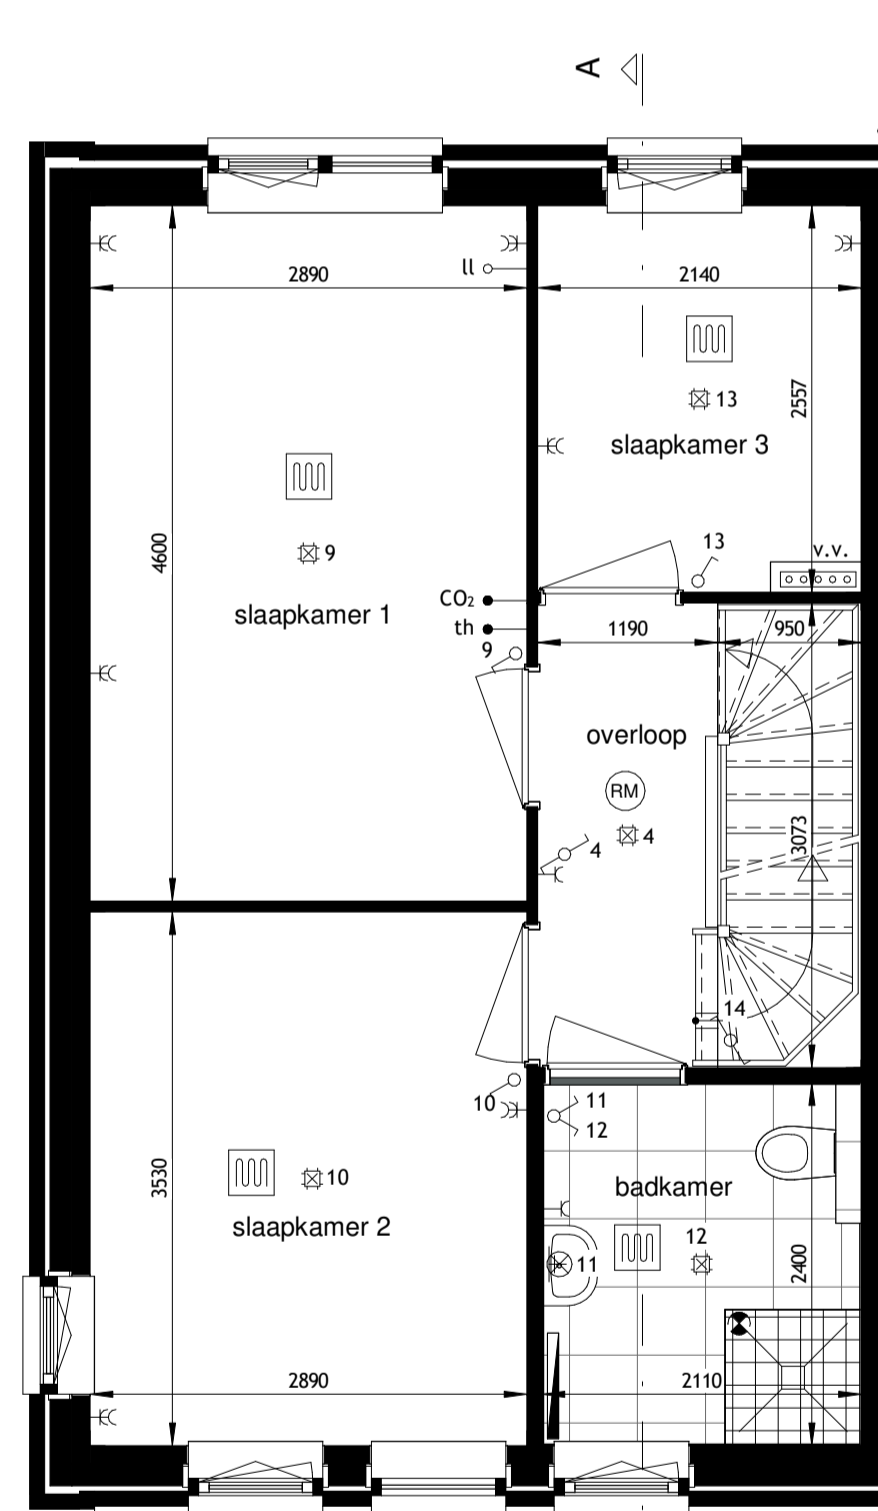 A
ll
2890
2140
13
2557
slaapkamer 3
4600
9
13
v.v.
slaapkamer 1
CO₂
th
1190
950
9
overloop
RM
4
4
3073
14
10
11
12
3530
10
badkamer
slaapkamer 2
12
11
2400
2890
2110